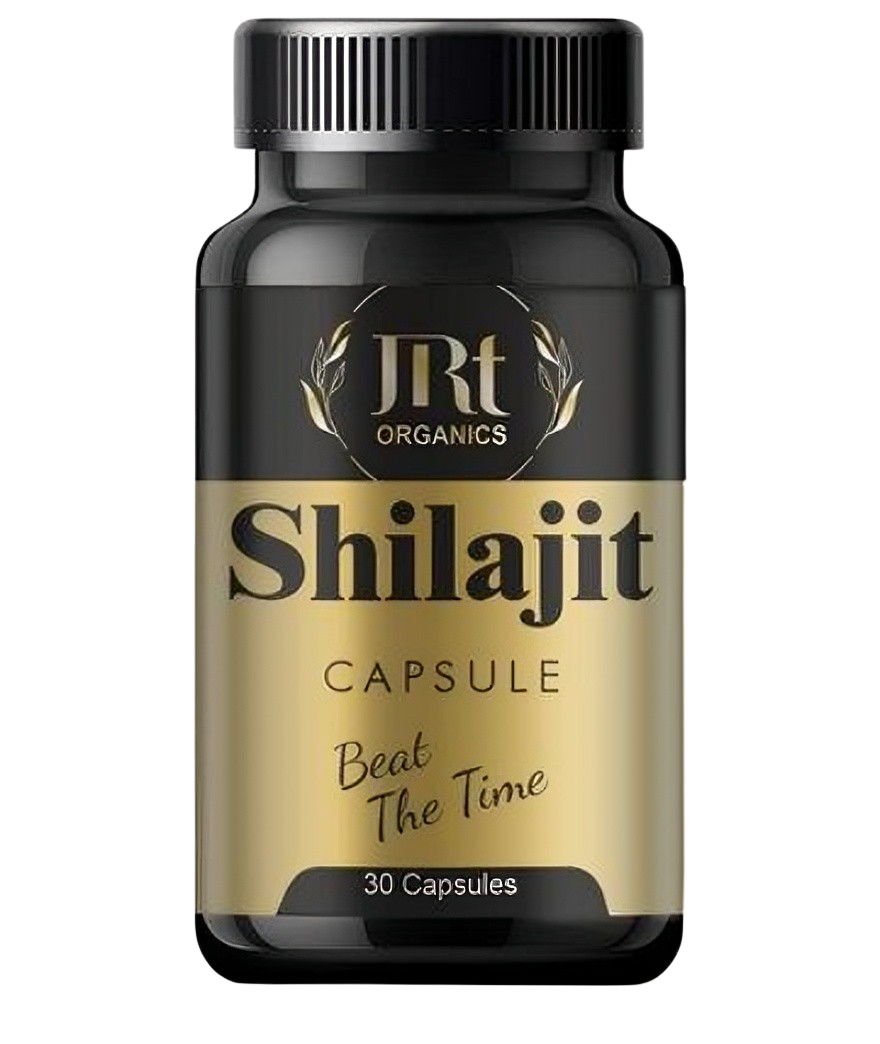 JRt
ORGANICS
Shilajit
CAPSULE
Beat
The Time
30 Capsules